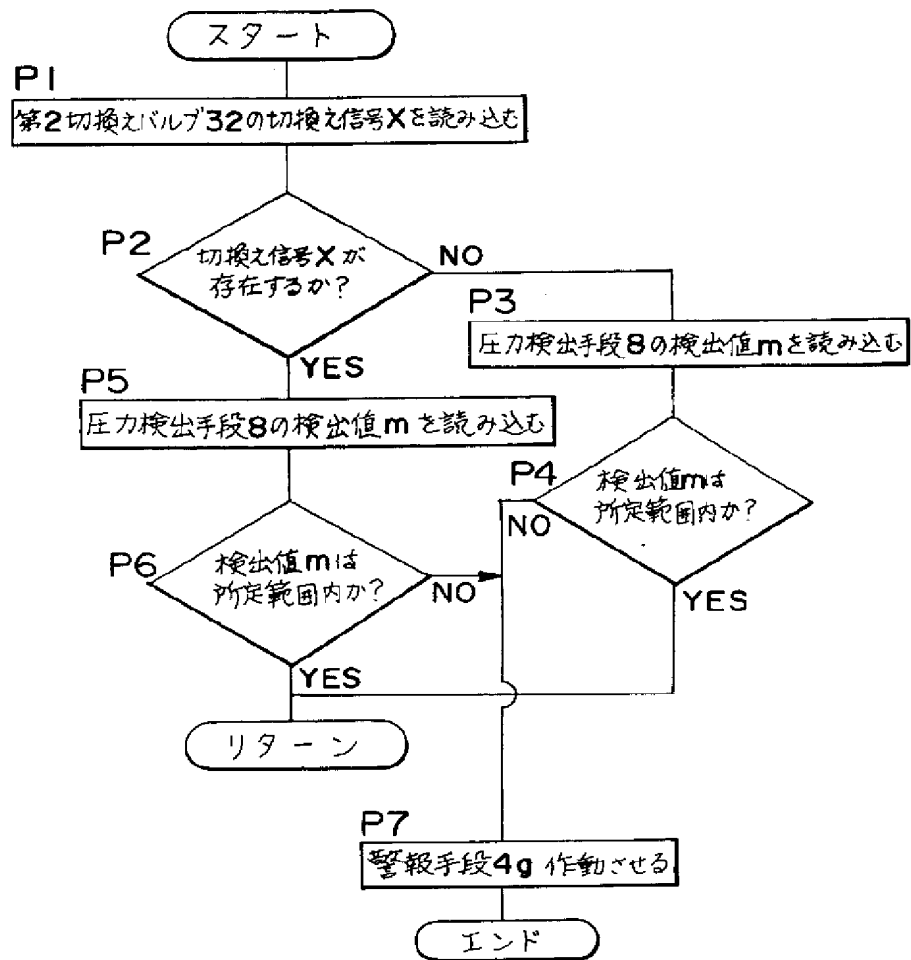 スタート
P1
第2切換えバルブ32の切換え信号Xを読み込む
P2
切換え信号Xが
存在するか?
NO
YES
P3
圧力検出手段8の検出値mを読み込む
P5
圧力検出手段8の検出値mを読み込む
P4
検出値mは
所定範囲内か?
NO
YES
P6
検出値mは
所定範囲内か?
NO
YES
リターン
P7
警報手段4g 作動させる
エンド